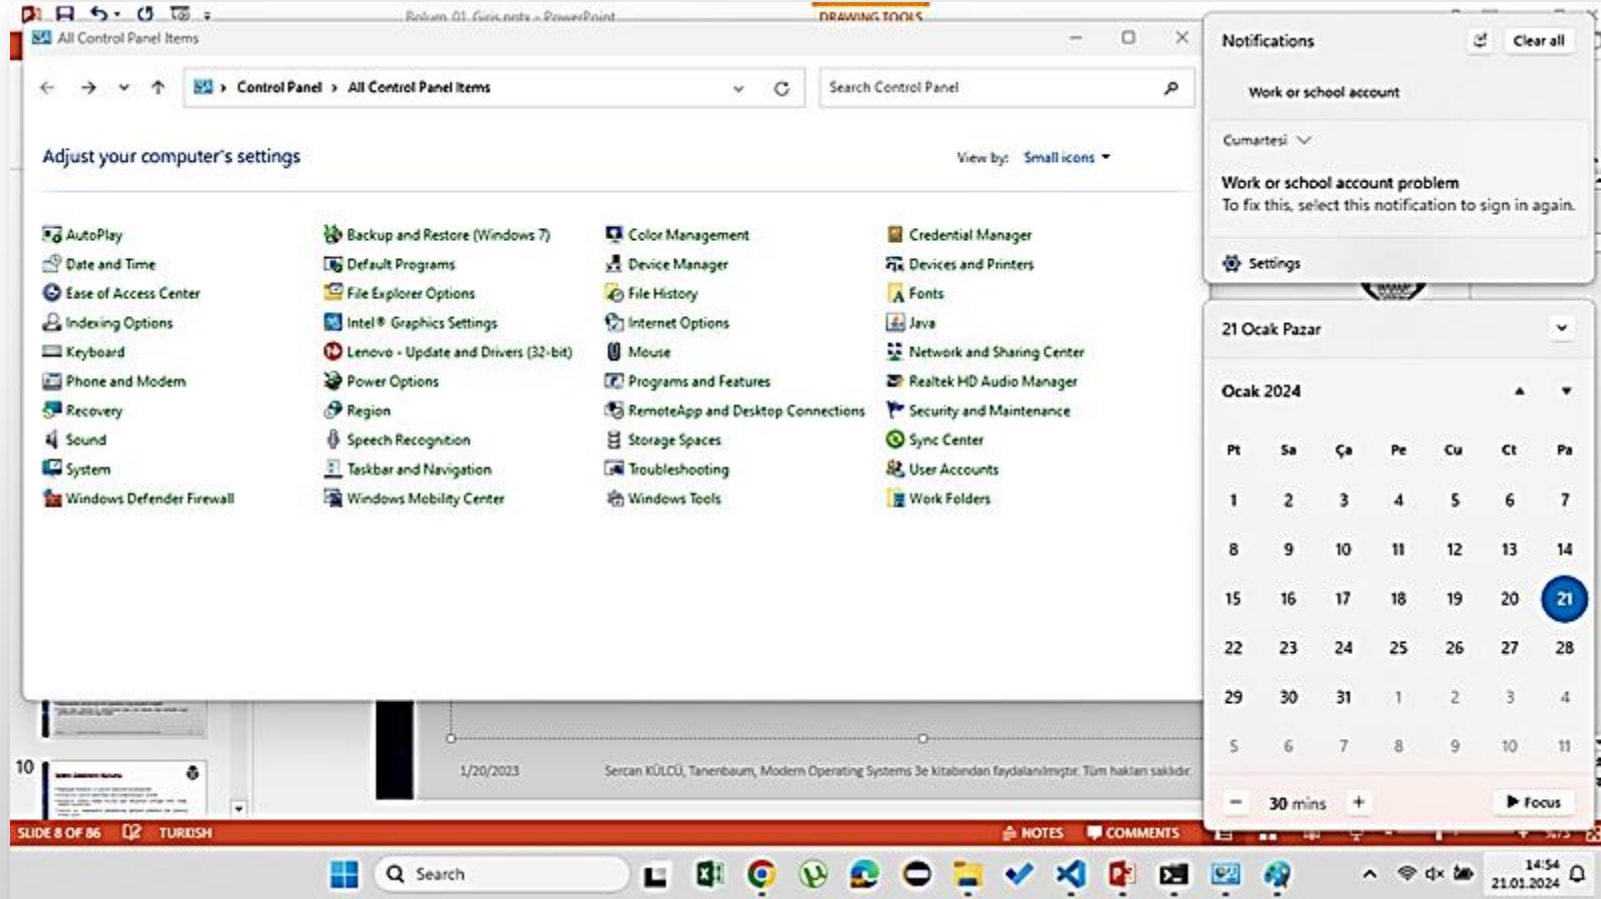 Bolum_01_Giris.pptx - PowerPoint
DRAWING TOOLS
All Control Panel Items
Control Panel › All Control Panel Items
Search Control Panel
Adjust your computer's settings
View by: Small icons
AutoPlay
Backup and Restore (Windows 7)
Color Management
Credential Manager
Date and Time
Default Programs
Device Manager
Devices and Printers
Ease of Access Center
File Explorer Options
File History
Fonts
Indexing Options
Intel® Graphics Settings
Internet Options
Java
Keyboard
Lenovo - Update and Drivers (32-bit)
Mouse
Network and Sharing Center
Phone and Modem
Power Options
Programs and Features
Realtek HD Audio Manager
Recovery
Region
RemoteApp and Desktop Connections
Security and Maintenance
Sound
Speech Recognition
Storage Spaces
Sync Center
System
Taskbar and Navigation
Troubleshooting
User Accounts
Windows Defender Firewall
Windows Mobility Center
Windows Tools
Work Folders
Notifications
Clear all
Work or school account
Cumartesi
Work or school account problem
To fix this, select this notification to sign in again.
Settings
21 Ocak Pazar
Ocak 2024
Pt Sa Ça Pe Cu Ct Pa
1 2 3 4 5 6 7
8 9 10 11 12 13 14
15 16 17 18 19 20 21
22 23 24 25 26 27 28
29 30 31 1 2 3 4
5 6 7 8 9 10 11
30 mins
Focus
10
1/20/2023
Sercan KÜLCÜ, Tanenbaum, Modern Operating Systems 3e kitabından faydalanılmıştır. Tüm hakları saklıdır.
SLIDE 8 OF 86
TURKISH
NOTES
COMMENTS
Search
14:54
21.01.2024